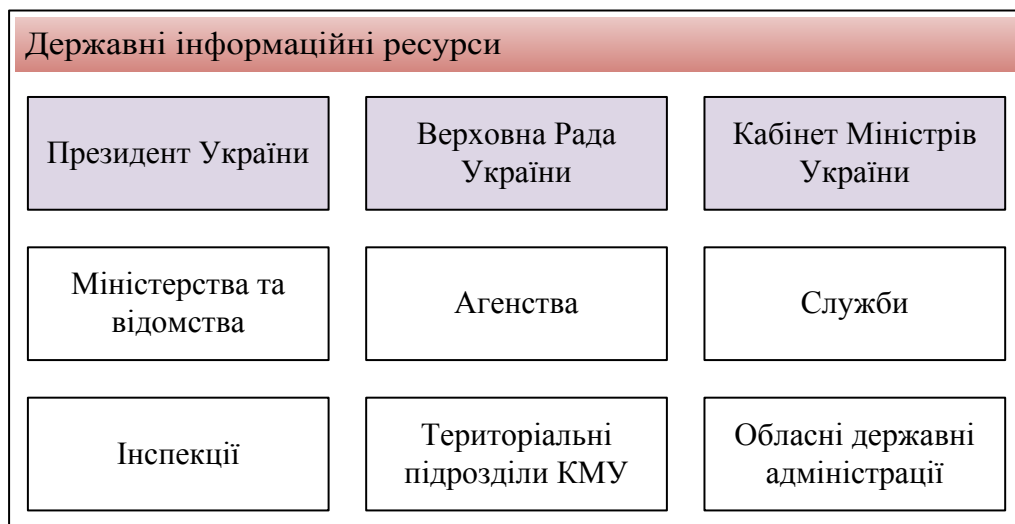 Державні інформаційні ресурси
Президент України
Верховна Рада
України
Кабінет Міністрів
України
Міністерства та
відомства
Агенства
Служби
Інспекції
Територіальні
підрозділи КМУ
Обласні державні
адміністрації